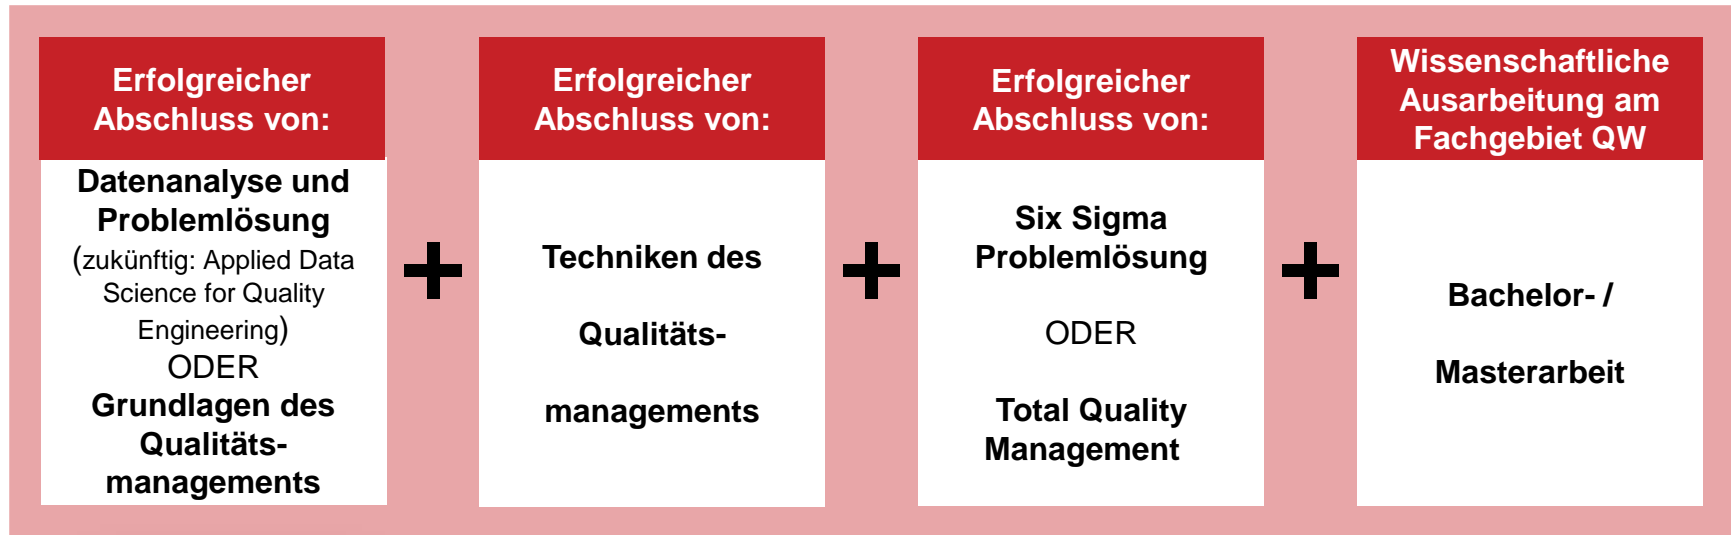 Erfolgreicher
Abschluss von:
Datenanalyse und
Problemlösung
(zukünftig: Applied Data
Science for Quality
Engineering)
ODER
Grundlagen des
Qualitäts-
managements
Erfolgreicher
Abschluss von:
Techniken des
Qualitäts-
managements
Erfolgreicher
Abschluss von:
Six Sigma
Problemlösung
ODER
Total Quality
Management
Wissenschaftliche
Ausarbeitung am
Fachgebiet QW
Bachelor- /
Masterarbeit